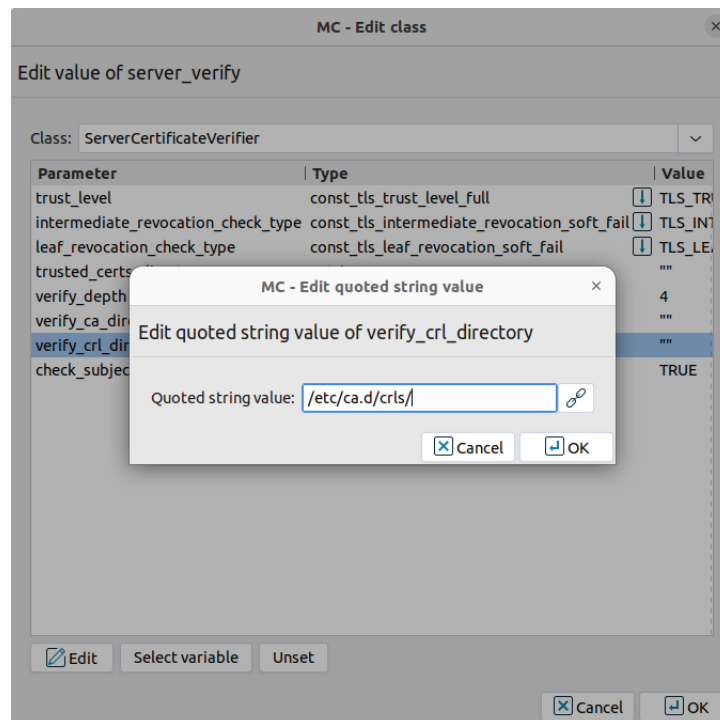 MC - Edit class
Edit value of server_verify
Class: ServerCertificateVerifier
Parameter Type Value
trust_level const_tls_trust_level_full TLS_TR
intermediate_revocation_check_type const_tls_intermediate_revocation_soft_fail TLS_INT
leaf_revocation_check_type const_tls_leaf_revocation_soft_fail TLS_LE
trusted_certs ""
verify_depth 4
verify_ca_dir ""
verify_crl_dir ""
check_subjec TRUE
MC - Edit quoted string value
Edit quoted string value of verify_crl_directory
Quoted string value: /etc/ca.d/crls/
Cancel OK
Edit Select variable Unset
Cancel OK